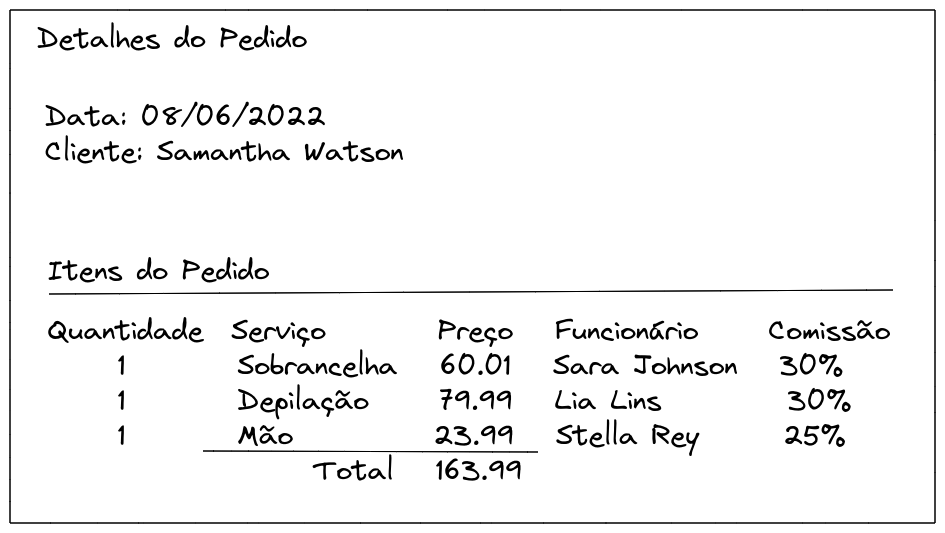 Detalhes do Pedido
Data: 08/06/2022
Cliente: Samantha Watson
Itens do Pedido
Quantidade Serviço Preço Funcionário Comissão
1 Sobrancelha 60.01 Sara Johnson 30%
1 Depilação 79.99 Lia Lins 30%
1 Mão 23.99 Stella Rey 25%
Total 163.99